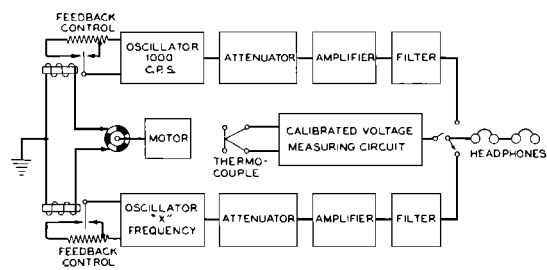 FEEDBACK
CONTROL
OSCILLATOR
1000
C.P.S.
ATTENUATOR
AMPLIFIER
FILTER
MOTOR
THERMO-
COUPLE
CALIBRATED VOLTAGE
MEASURING CIRCUIT
HEADPHONES
OSCILLATOR
"X"
FREQUENCY
ATTENUATOR
AMPLIFIER
FILTER
FEEDBACK
CONTROL